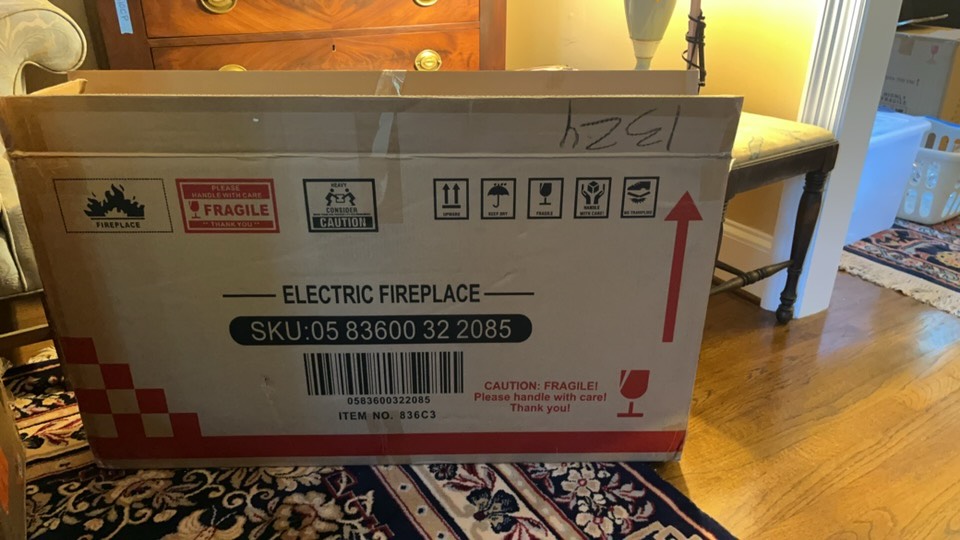 FIREPLACE
PLEASE
HANDLE WITH CARE
FRAGILE
THANK YOU
HEAVY
CONSIDER
CAUTION
UPWARD
KEEP DRY
FRAGILE
HANDLE
WITH CARE!
NO TRAMPLING
ELECTRIC FIREPLACE
SKU:05 83600 32 2085
0583600322085
ITEM NO. 836C3
CAUTION: FRAGILE!
Please handle with care!
Thank you!